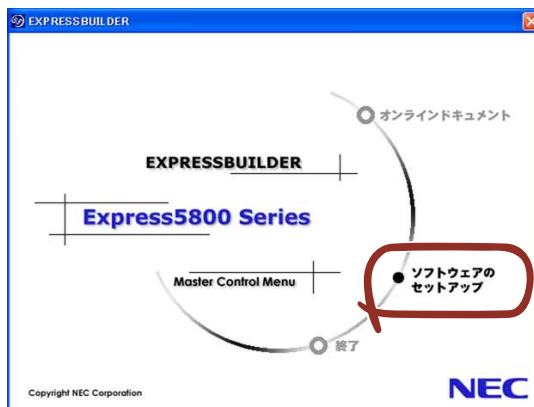 EXPRESSBUILDER
オンラインドキュメント
EXPRESSBUILDER
Express5800 Series
ソフトウェアの
セットアップ
Master Control Menu
終了
Copyright NEC Corporation
NEC